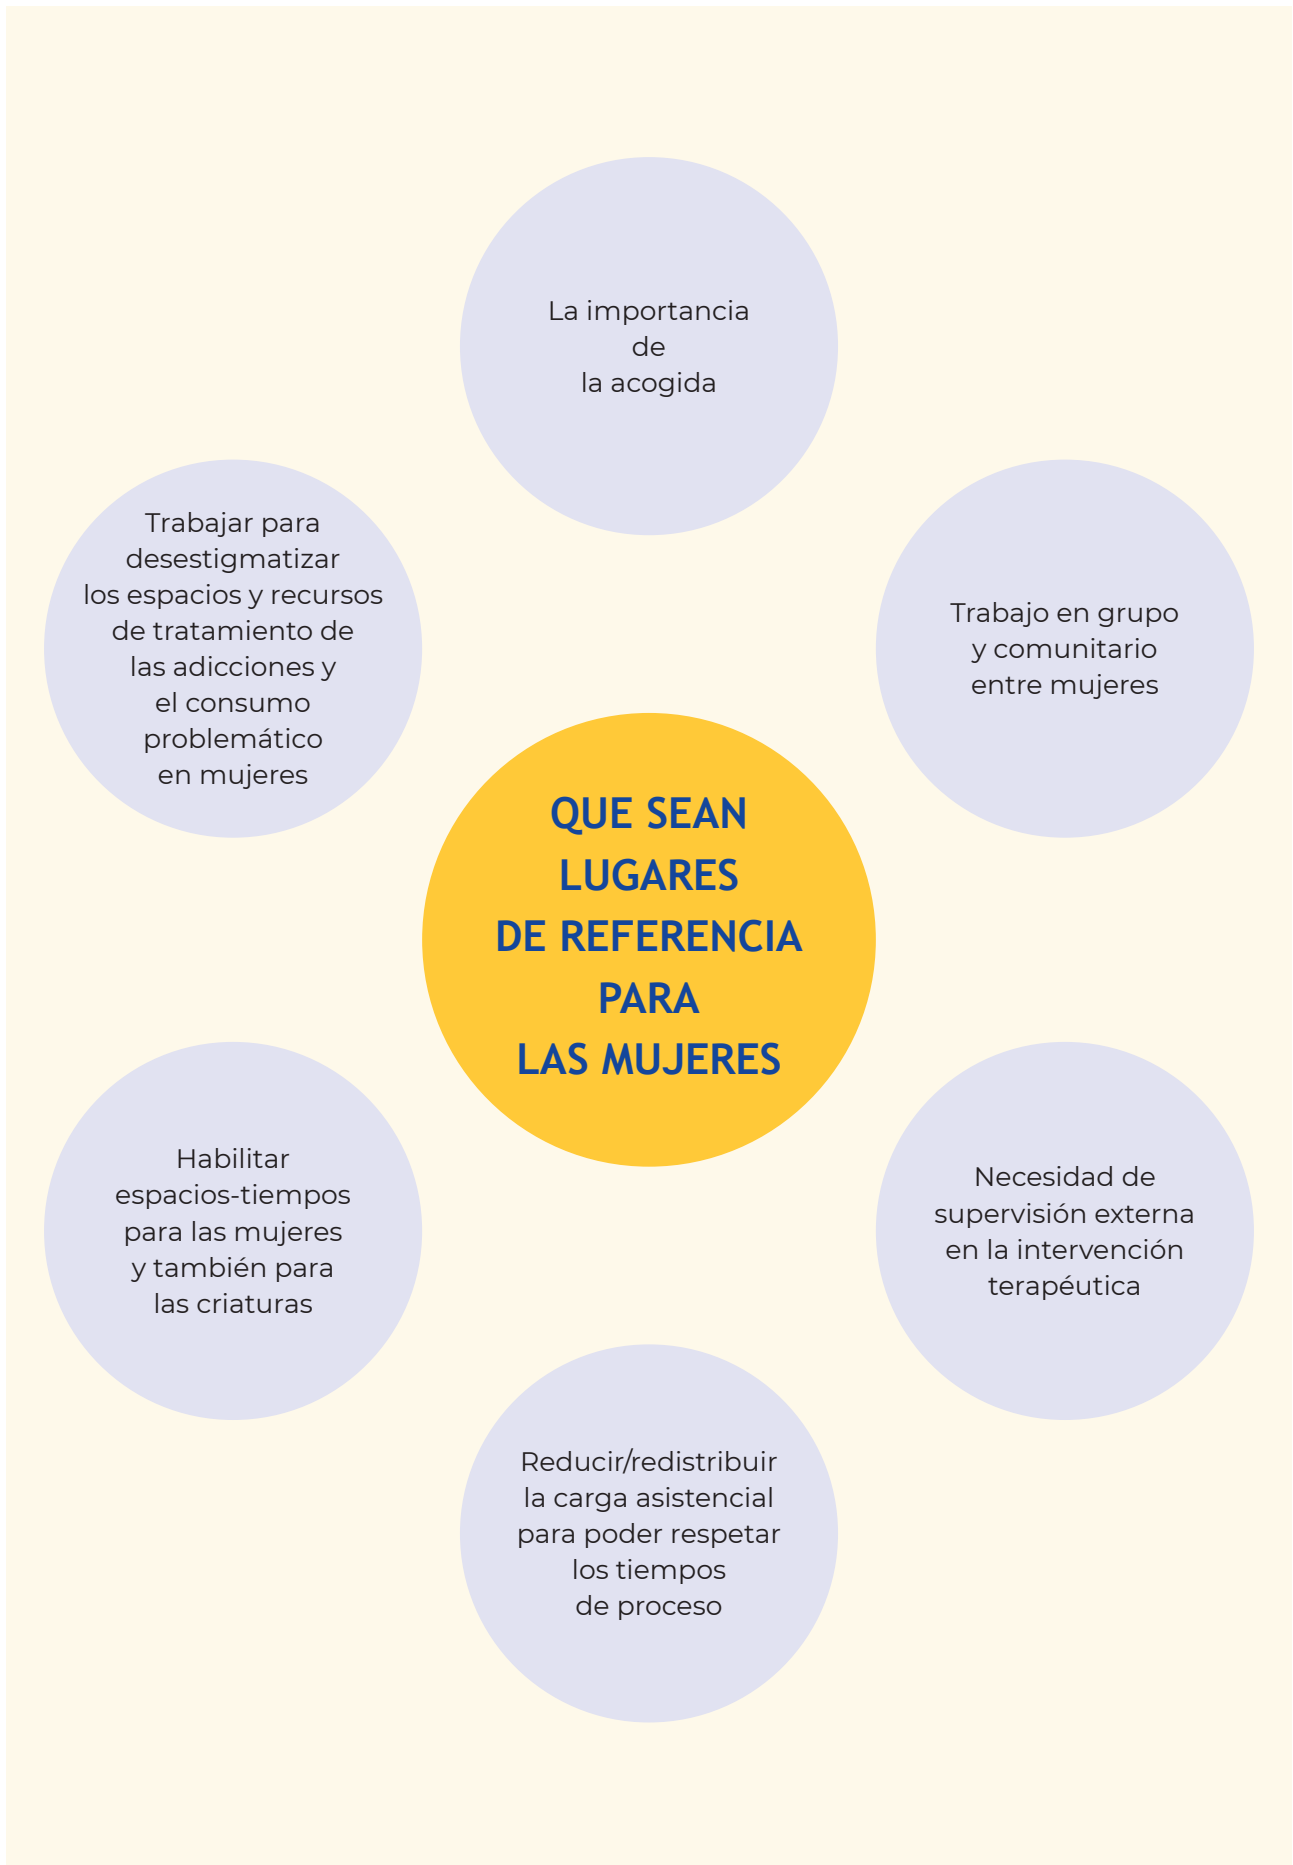 La importancia
de
la acogida
Trabajar para
desestigmatizar
los espacios y recursos
de tratamiento de
las adicciones y
el consumo
problemático
en mujeres
Trabajo en grupo
y comunitario
entre mujeres
QUE SEAN
LUGARES
DE REFERENCIA
PARA
LAS MUJERES
Habilitar
espacios-tiempos
para las mujeres
y también para
las criaturas
Necesidad de
supervisión externa
en la intervención
terapéutica
Reducir/redistribuir
la carga asistencial
para poder respetar
los tiempos
de proceso